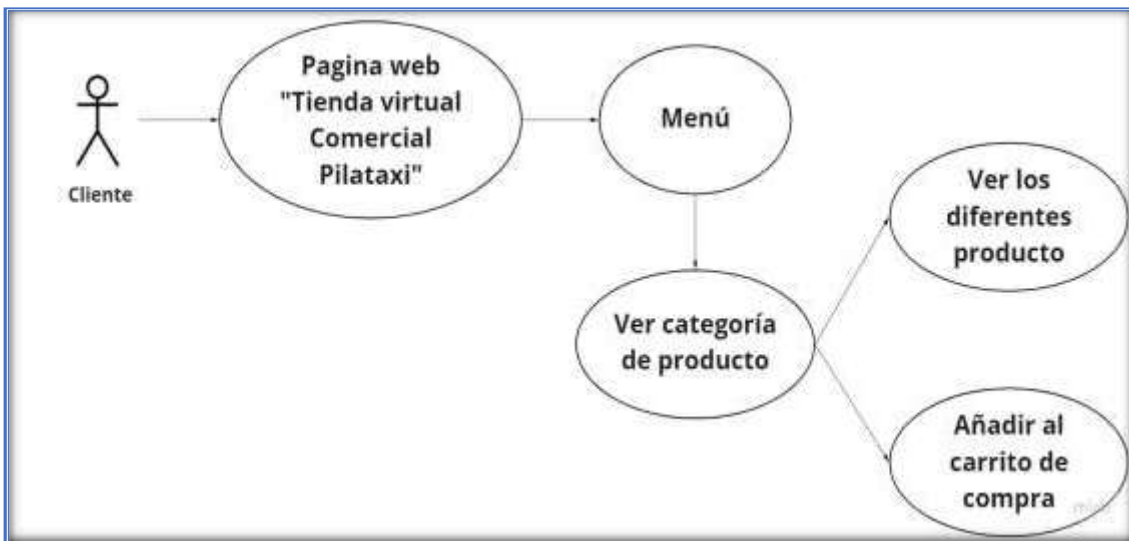 Pagina web
"Tienda virtual
Comercial
Pilataxi"
Menú
Cliente
Ver los
diferentes
producto
Ver categoría
de producto
Añadir al
carrito de
compra
miro